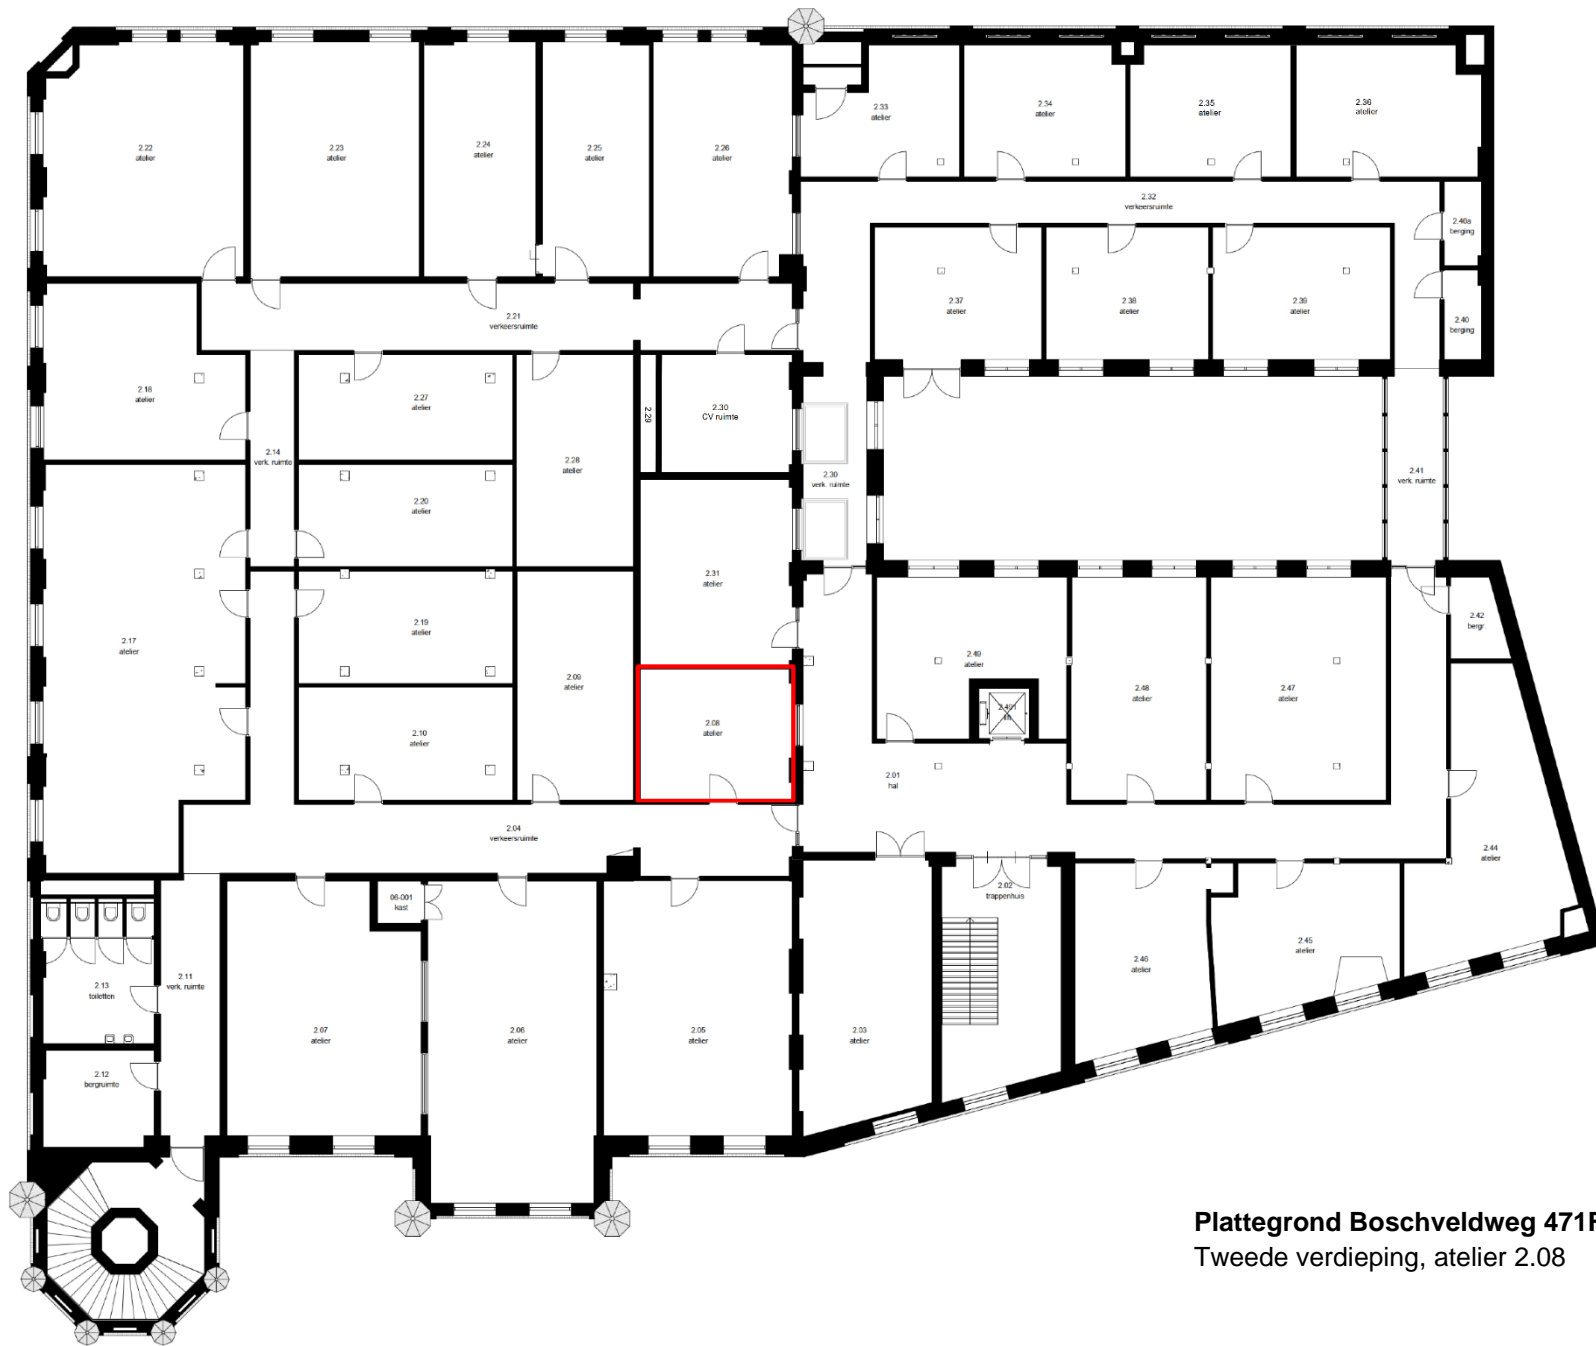 2.22
atelier
2.23
atelier
2.24
atelier
2.25
atelier
2.26
atelier
2.33
atelier
2.34
atelier
2.35
atelier
2.36
atelier
2.32
verkeersruimte
2.40a
berging
2.37
atelier
2.38
atelier
2.39
atelier
2.40
berging
2.21
verkeersruimte
2.18
atelier
2.27
atelier
2.29
2.30
CV ruimte
2.14
verk. ruimte
2.28
atelier
2.20
atelier
2.30
verk. ruimte
2.41
verk. ruimte
2.31
atelier
2.17
atelier
2.19
atelier
2.09
atelier
2.42
bergr.
2.49
atelier
2.48
atelier
2.47
atelier
2.10
atelier
2.08
atelier
2.01
hal
2.04
verkeersruimte
2.44
atelier
06-001
kast
2.02
trappenhuis
2.13
toiletten
2.11
verk. ruimte
2.46
atelier
2.45
atelier
2.07
atelier
2.06
atelier
2.05
atelier
2.03
atelier
2.12
bergruimte
Plattegrond Boschveldweg 471F
Tweede verdieping, atelier 2.08